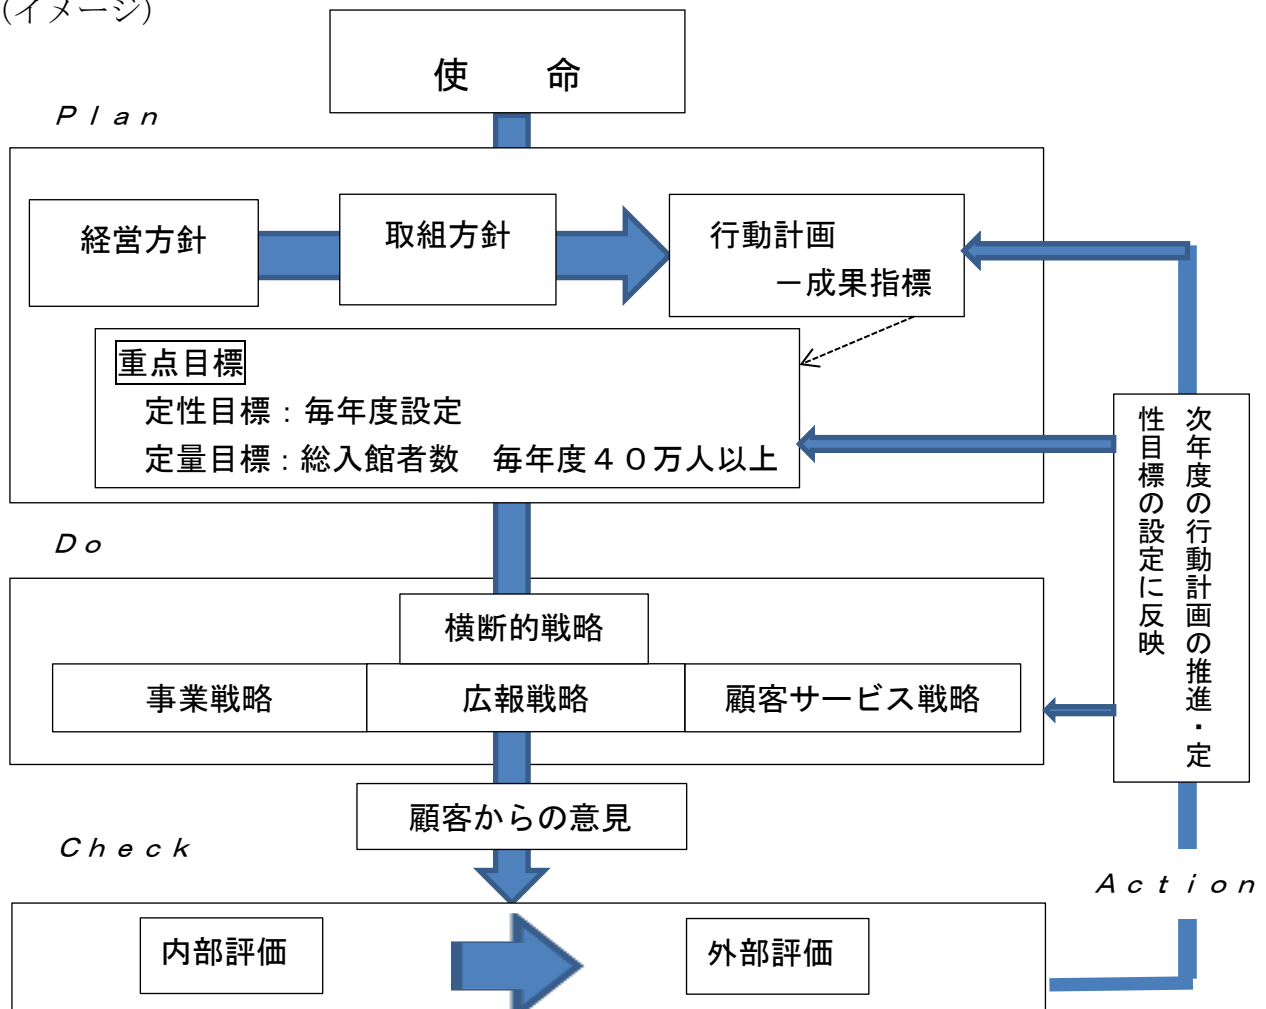 （イメージ）
使　命
Ｐｌａｎ
経営方針
取組方針
行動計画
－成果指標
重点目標
定性目標：毎年度設定
定量目標：総入館者数　毎年度４０万人以上
次年度の行動計画の推進・定
性目標の設定に反映
Ｄｏ
横断的戦略
事業戦略
広報戦略
顧客サービス戦略
顧客からの意見
Ｃｈｅｃｋ
Ａｃｔｉｏｎ
内部評価
外部評価